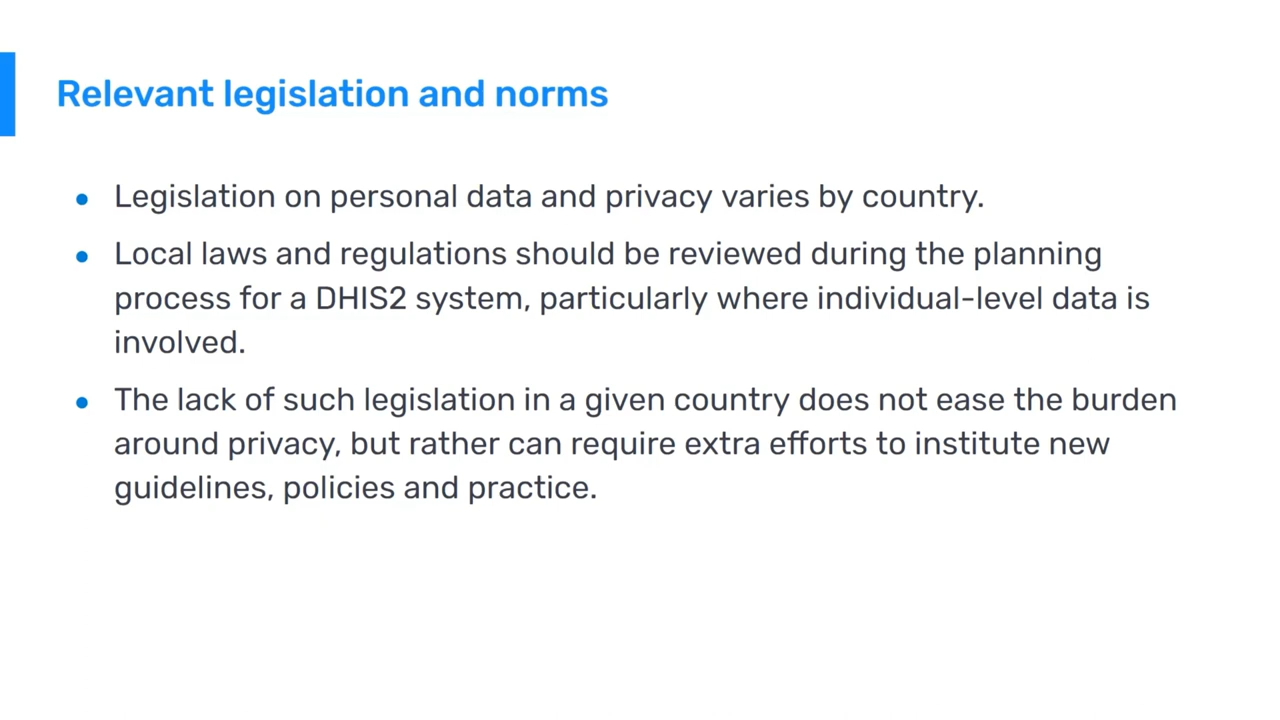 Relevant legislation and norms
• Legislation on personal data and privacy varies by country.
• Local laws and regulations should be reviewed during the planning
process for a DHIS2 system, particularly where individual-level data is
involved.
• The lack of such legislation in a given country does not ease the burden
around privacy, but rather can require extra efforts to institute new
guidelines, policies and practice.